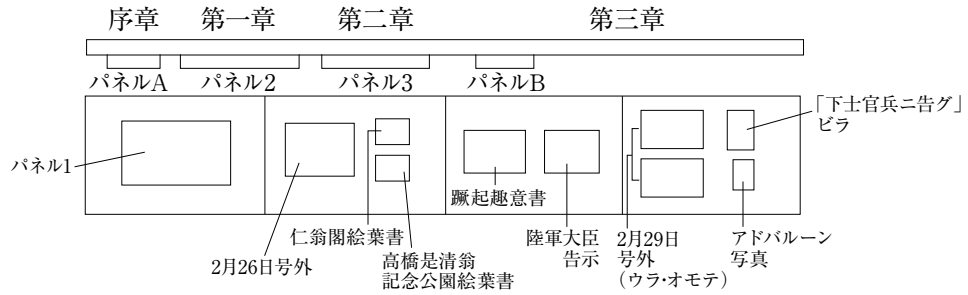 序章 第一章 第二章 第三章
パネルA パネル2 パネル3 パネルB
パネル1
「下士官兵ニ告グ」
ビラ
蹶起趣意書
仁翁閣絵葉書
2月26日号外
高橋是清翁
記念公園絵葉書
陸軍大臣
告示
2月29日
号外
(ウラ・オモテ)
アドバルーン
写真